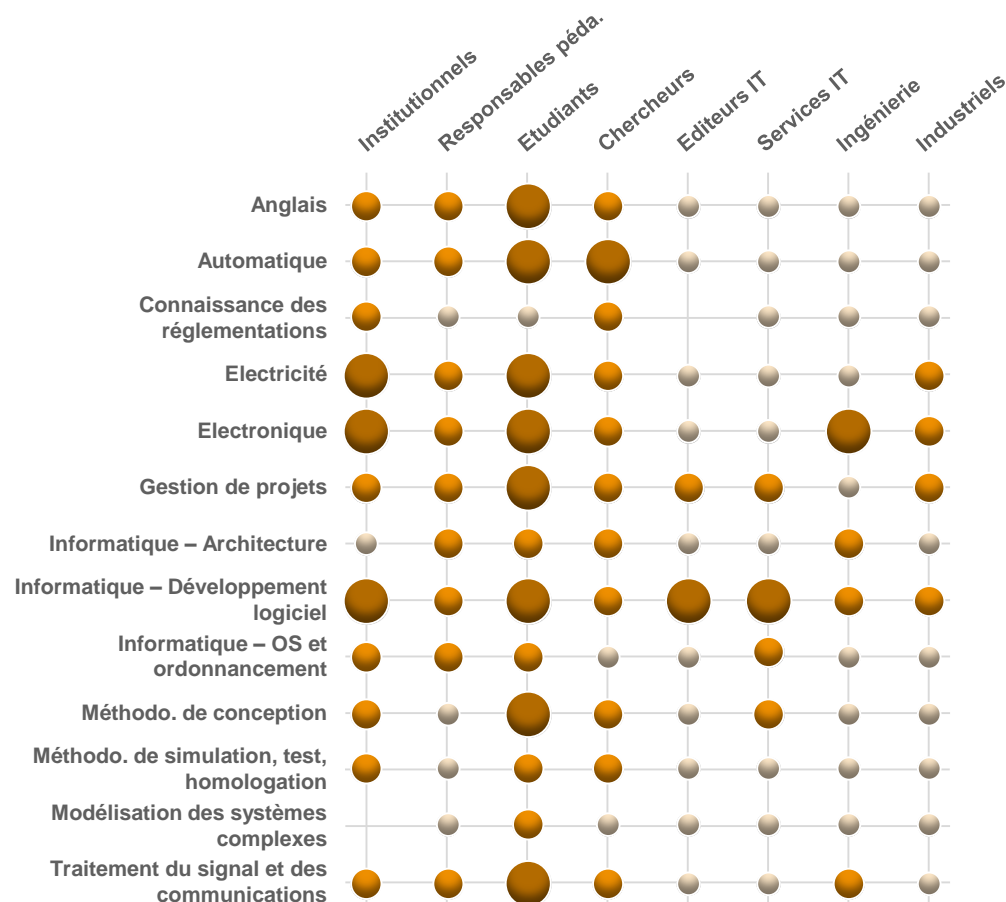 Institutionnels
Responsables péda.
Etudiants
Chercheurs
Editeurs IT
Services IT
Ingénierie
Industriels
Anglais
Automatique
Connaissance des
réglementations
Electricité
Electronique
Gestion de projets
Informatique – Architecture
Informatique – Développement
logiciel
Informatique – OS et
ordonnancement
Méthodo. de conception
Méthodo. de simulation, test,
homologation
Modélisation des systèmes
complexes
Traitement du signal et des
communications